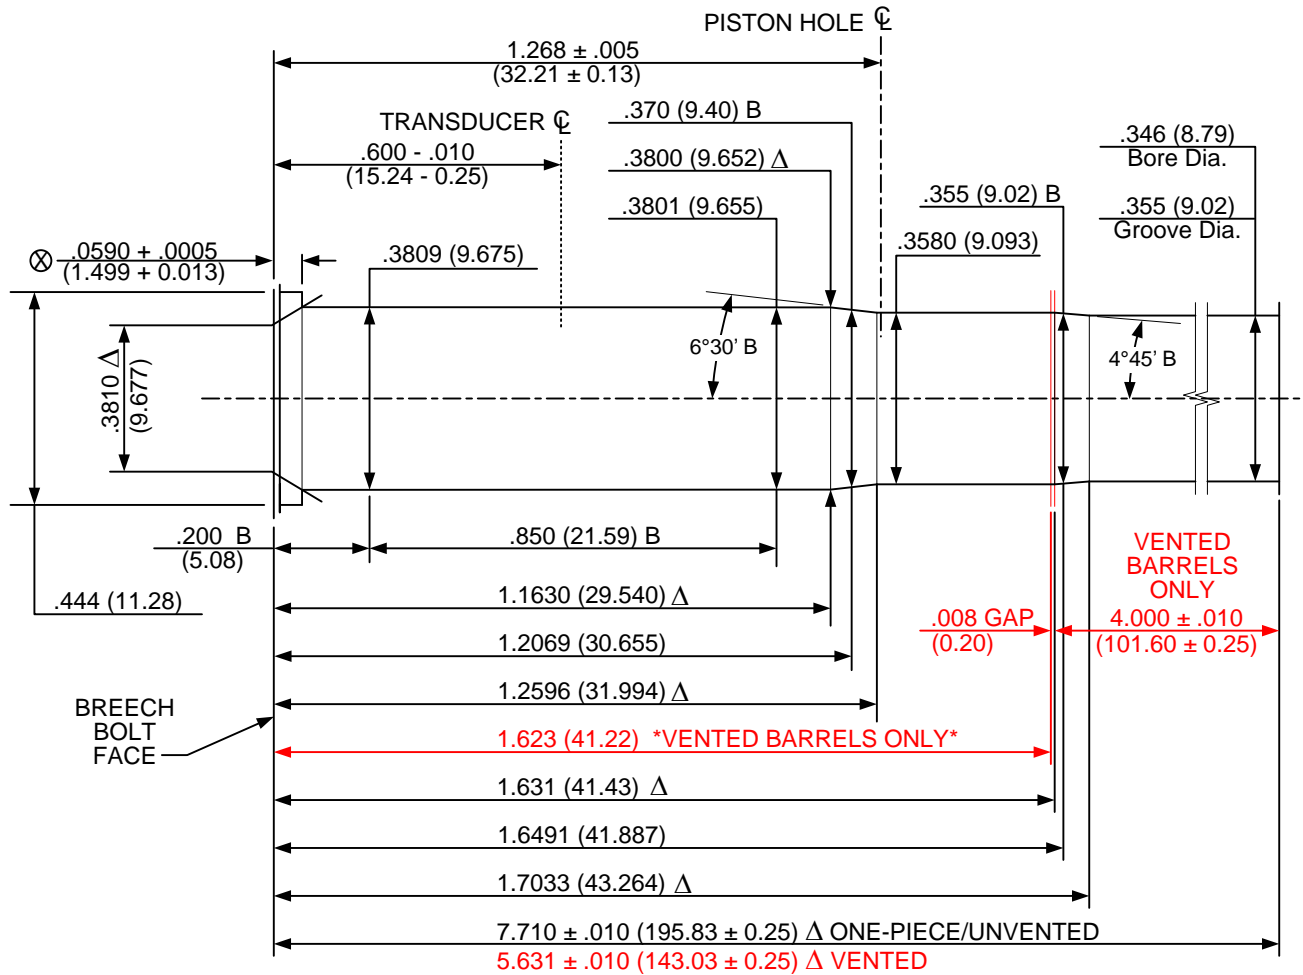 PISTON HOLE ℄
1.268 ± .005
(32.21 ± 0.13)
TRANSDUCER ℄
.600 - .010
(15.24 - 0.25)
.370 (9.40) B
.3800 (9.652) Δ
.3801 (9.655)
.346 (8.79)
Bore Dia.
.355 (9.02) B
.355 (9.02)
Groove Dia.
.3580 (9.093)
Ⓧ .0590 + .0005
(1.499 + 0.013)
.3809 (9.675)
6°30' B
4°45' B
.3810 Δ
(9.677)
.200 B
(5.08)
.850 (21.59) B
.444 (11.28)
1.1630 (29.540) Δ
VENTED
BARRELS
ONLY
.008 GAP
(0.20)
4.000 ± .010
(101.60 ± 0.25)
1.2069 (30.655)
1.2596 (31.994) Δ
BREECH
BOLT
FACE
1.623 (41.22) *VENTED BARRELS ONLY*
1.631 (41.43) Δ
1.6491 (41.887)
1.7033 (43.264) Δ
7.710 ± .010 (195.83 ± 0.25) Δ ONE-PIECE/UNVENTED
5.631 ± .010 (143.03 ± 0.25) Δ VENTED